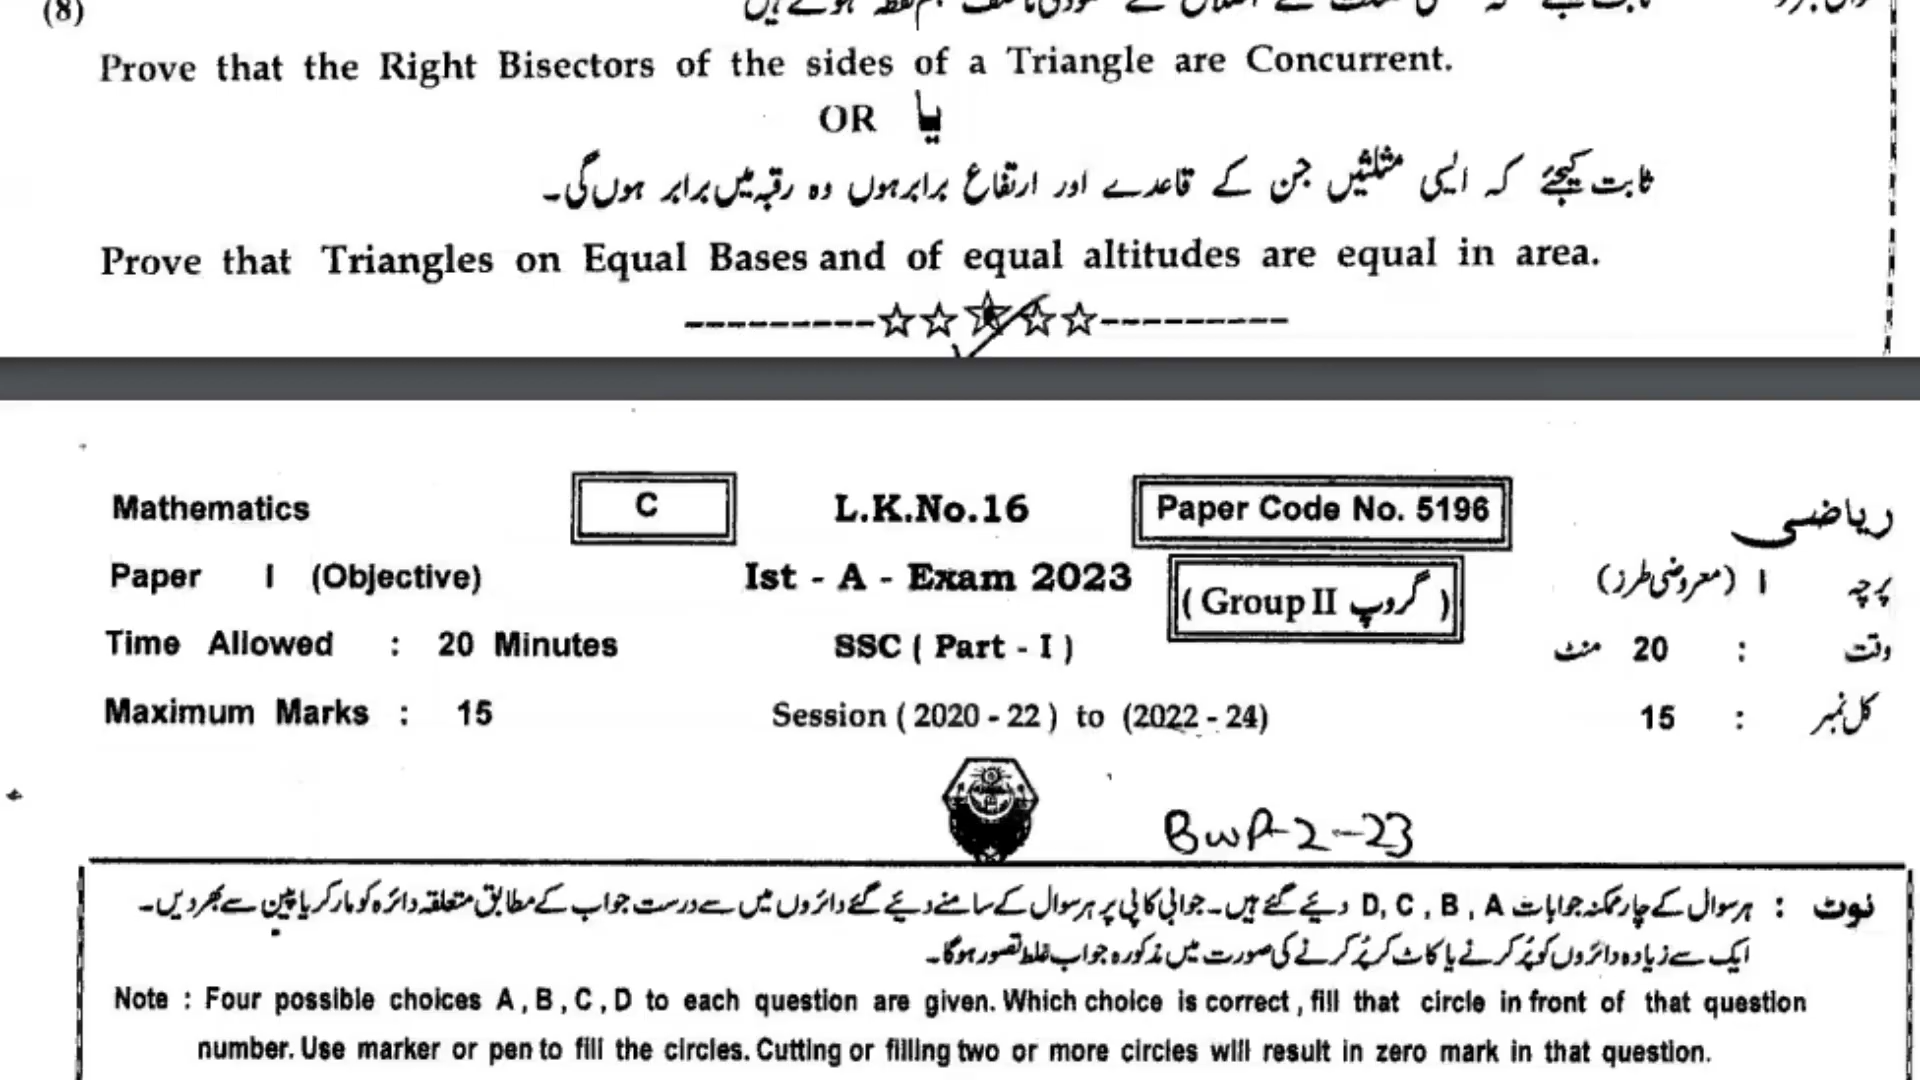 (8)
Prove that the Right Bisectors of the sides of a Triangle are Concurrent.
OR یا
ثابت کیجئے کہ ایسی مثلثیں جن کے قاعدے اور ارتفاع برابر ہوں وہ رقبہ میں برابر ہوں گی۔
Prove that Triangles on Equal Bases and of equal altitudes are equal in area.
---------☆☆☆☆☆---------
Mathematics C L.K.No.16 Paper Code No. 5196 ریاضی
Paper I (Objective) Ist - A - Exam 2023 (Group II گروپ) پرچہ I (معروضی طرز)
Time Allowed : 20 Minutes SSC ( Part - I ) وقت : 20 منٹ
Maximum Marks : 15 Session ( 2020 - 22 ) to (2022 - 24) کل نمبر : 15
BWP-2-23
نوٹ : ہر سوال کے چار ممکنہ جوابات D, C, B, A دیئے گئے ہیں۔ جوابی کاپی پر ہر سوال کے سامنے دیئے گئے دائروں میں سے درست جواب کے مطابق متعلقہ دائرہ کو مارکر یا پین سے بھر دیں۔
ایک سے زیادہ دائروں کو پُر کرنے یا کاٹ کر پُر کرنے کی صورت میں مذکورہ جواب غلط تصور ہوگا۔
Note : Four possible choices A , B , C , D to each question are given. Which choice is correct , fill that circle in front of that question
number. Use marker or pen to fill the circles. Cutting or filling two or more circles will result in zero mark in that question.